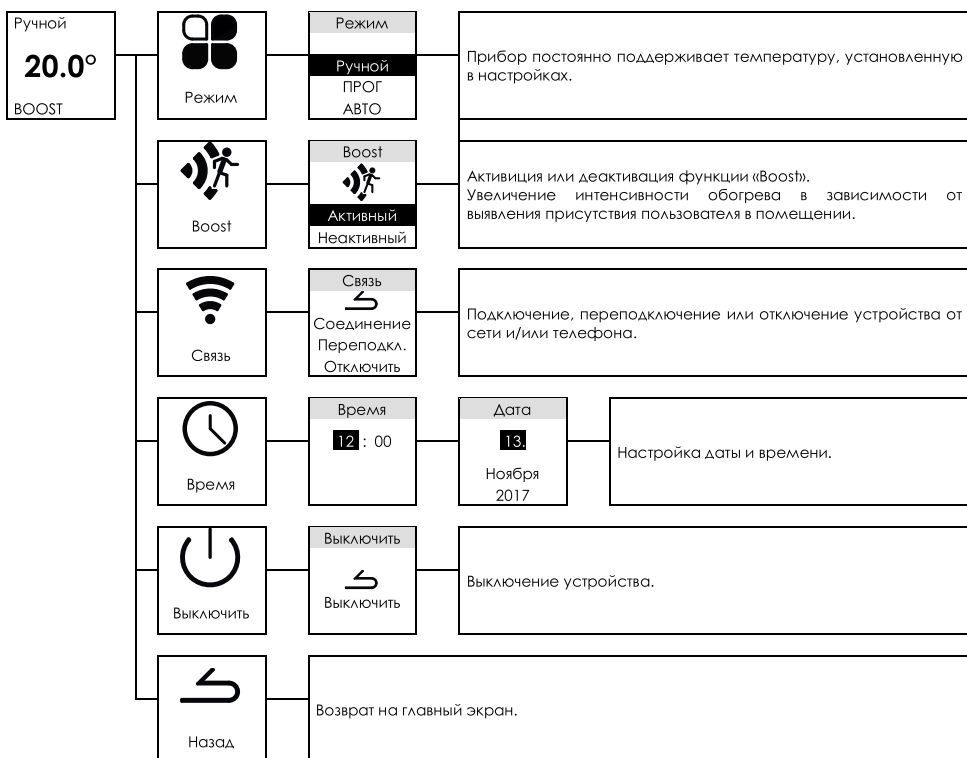 Ручной
20.0°
BOOST
Режим
Режим
Ручной
ПРОГ
АВТО
Прибор постоянно поддерживает температуру, установленную
в настройках.
Boost
Boost
Активный
Неактивный
Активиция или деактивация функции «Boost».
Увеличение интенсивности обогрева в зависимости от
выявления присутствия пользователя в помещении.
Связь
Связь
Соединение
Переподкл.
Отключить
Подключение, переподключение или отключение устройства от
сети и/или телефона.
Время
Время
12 : 00
Дата
13.
Ноября
2017
Настройка даты и времени.
Выключить
Выключить
Выключить
Выключение устройства.
Назад
Возврат на главный экран.